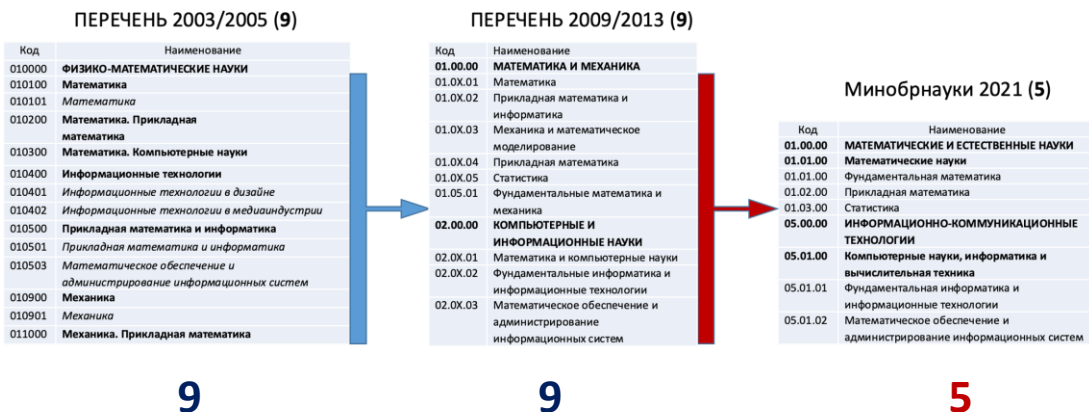 ПЕРЕЧЕНЬ 2003/2005 (9)
Код Наименование
010000 ФИЗИКО-МАТЕМАТИЧЕСКИЕ НАУКИ
010100 Математика
010101 Математика
010200 Математика. Прикладная
математика
010300 Математика. Компьютерные науки
010400 Информационные технологии
010401 Информационные технологии в дизайне
010402 Информационные технологии в медиаиндустрии
010500 Прикладная математика и информатика
010501 Прикладная математика и информатика
010503 Математическое обеспечение и
администрирование информационных систем
010900 Механика
010901 Механика
011000 Механика. Прикладная математика
9
ПЕРЕЧЕНЬ 2009/2013 (9)
Код Наименование
01.00.00 МАТЕМАТИКА И МЕХАНИКА
01.0X.01 Математика
01.0X.02 Прикладная математика и
информатика
01.0X.03 Механика и математическое
моделирование
01.0X.04 Прикладная математика
01.0X.05 Статистика
01.05.01 Фундаментальные математика и
механика
02.00.00 КОМПЬЮТЕРНЫЕ И
ИНФОРМАЦИОННЫЕ НАУКИ
02.0X.01 Математика и компьютерные науки
02.0X.02 Фундаментальные информатика и
информационные технологии
02.0X.03 Математическое обеспечение и
администрирование
информационных систем
9
Минобрнауки 2021 (5)
Код Наименование
01.00.00 МАТЕМАТИЧЕСКИЕ И ЕСТЕСТВЕННЫЕ НАУКИ
01.01.00 Математические науки
01.01.00 Фундаментальная математика
01.02.00 Прикладная математика
01.03.00 Статистика
05.00.00 ИНФОРМАЦИОННО-КОММУНИКАЦИОННЫЕ
ТЕХНОЛОГИИ
05.01.00 Компьютерные науки, информатика и
вычислительная техника
05.01.01 Фундаментальная информатика и
информационные технологии
05.01.02 Математическое обеспечение и
администрирование информационных систем
5